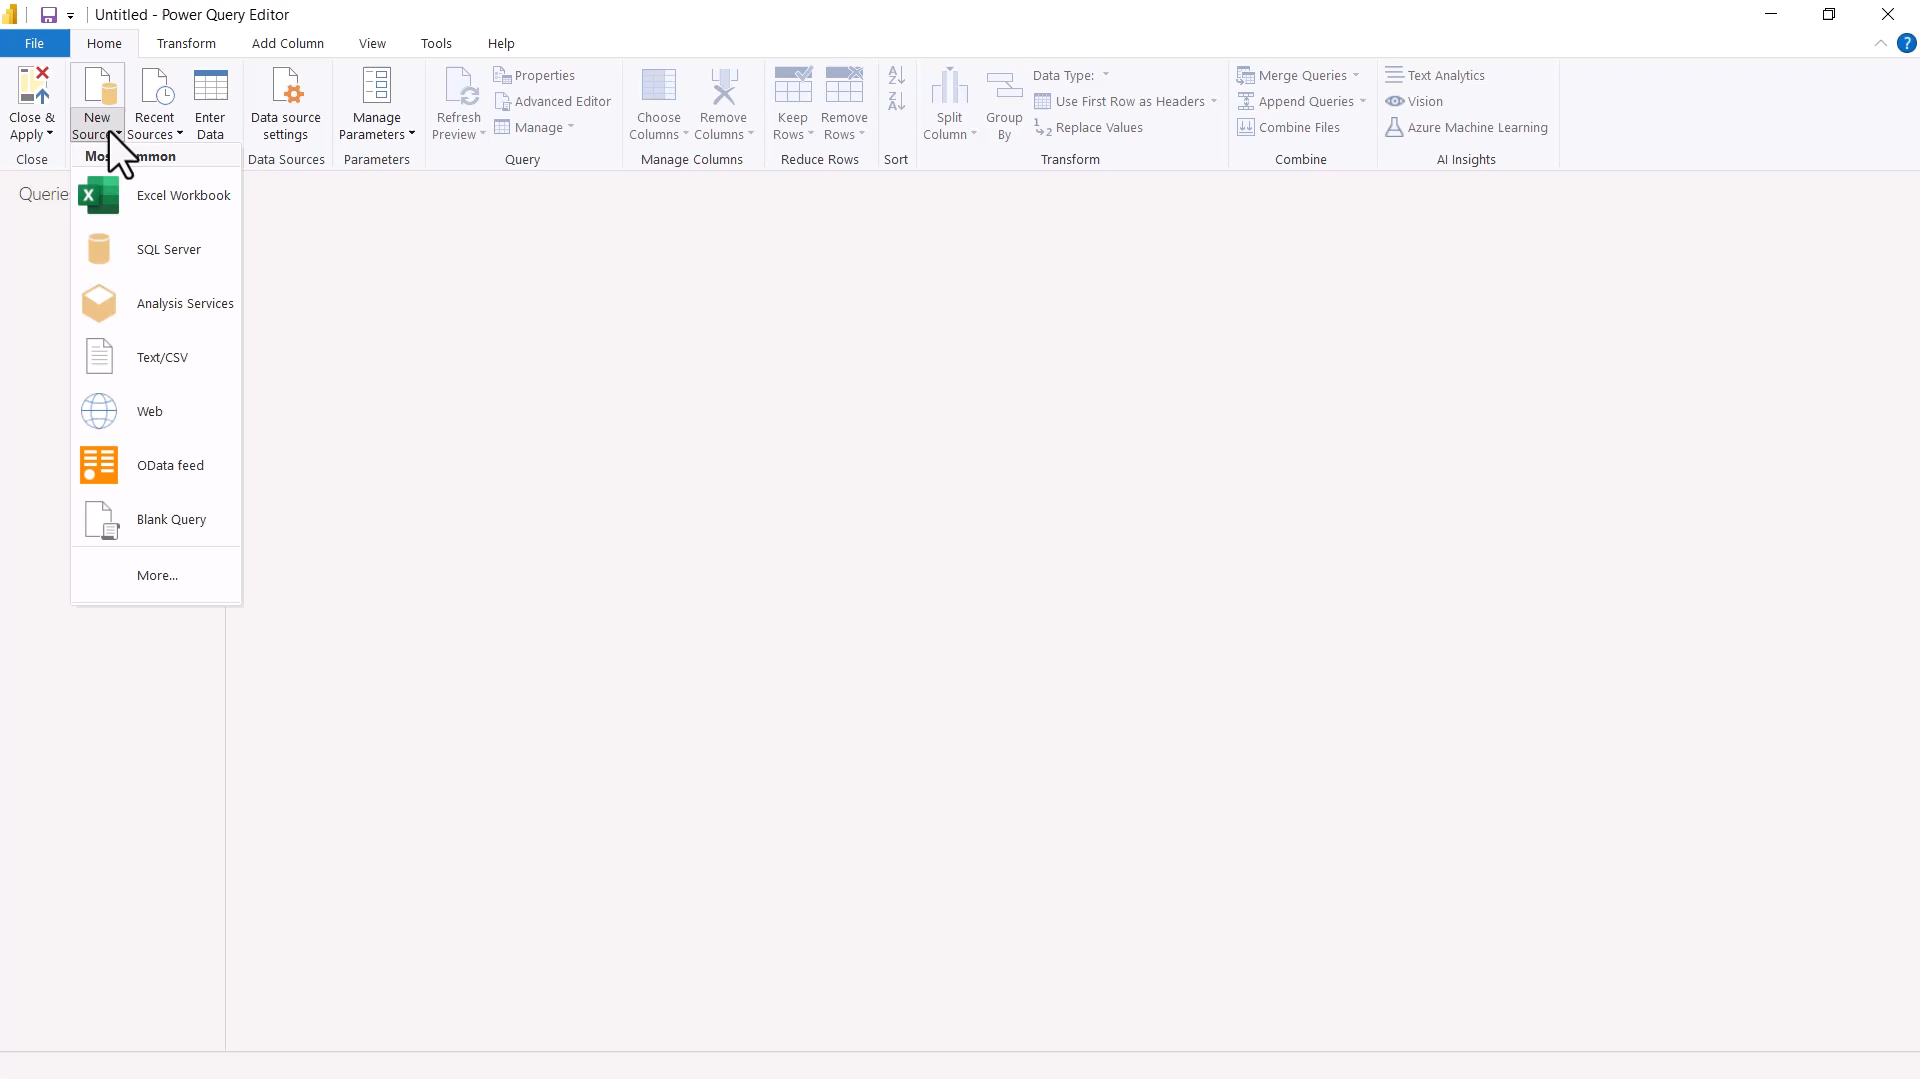 Untitled - Power Query Editor
File Home Transform Add Column View Tools Help
?
Close & Apply
New
Recent Sources
Enter Data
Data source settings
Manage Parameters
Refresh Preview
Properties
Advanced Editor
Manage
Choose Columns
Remove Columns
Keep Rows
Remove Rows
A Z
Z A
Split Column
Group By
Data Type:
Use First Row as Headers
1 2 Replace Values
Merge Queries
Append Queries
Combine Files
Text Analytics
Vision
Azure Machine Learning
Close Data Sources Parameters Query Manage Columns Reduce Rows Sort Transform Combine AI Insights
X Excel Workbook
SQL Server
Analysis Services
Text/CSV
Web
OData feed
Blank Query
More...